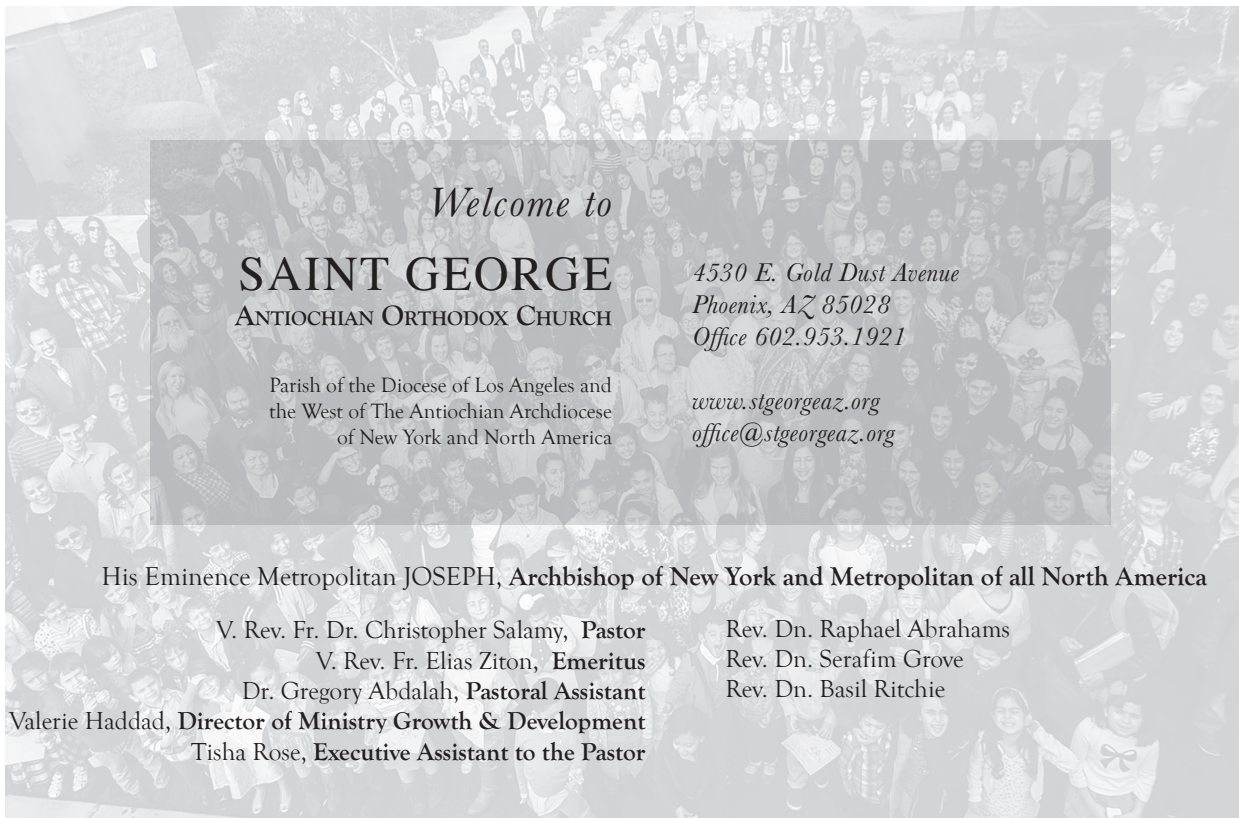 Welcome to
SAINT GEORGE
ANTIOCHIAN ORTHODOX CHURCH
Parish of the Diocese of Los Angeles and
the West of The Antiochian Archdiocese
of New York and North America
4530 E. Gold Dust Avenue
Phoenix, AZ 85028
Office 602.953.1921
www.stgeorgeaz.org
office@stgeorgeaz.org
His Eminence Metropolitan JOSEPH, Archbishop of New York and Metropolitan of all North America
V. Rev. Fr. Dr. Christopher Salamy, Pastor
V. Rev. Fr. Elias Ziton, Emeritus
Dr. Gregory Abdalah, Pastoral Assistant
Valerie Haddad, Director of Ministry Growth & Development
Tisha Rose, Executive Assistant to the Pastor
Rev. Dn. Raphael Abrahams
Rev. Dn. Serafim Grove
Rev. Dn. Basil Ritchie